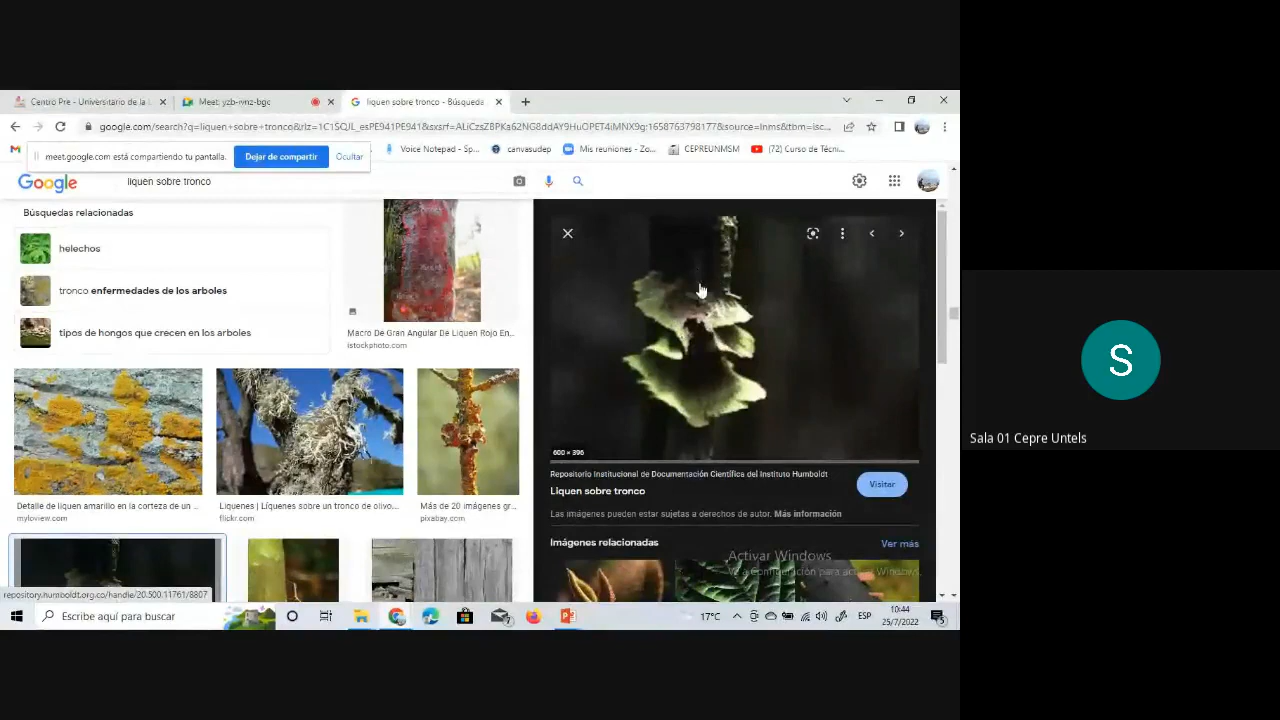 Centro Pre - Universitario de la
Meet: yzb-ivnz-bgc
liquen sobre tronco - Búsqueda
Voice Notepad - Sp...
canvasudep
Mis reuniones - Zo...
CEPREUNMSM
(72) Curso de Técni...
meet.google.com está compartiendo tu pantalla.
Dejar de compartir
Ocultar
Google
liquen sobre tronco
Búsquedas relacionadas
helechos
tronco enfermedades de los arboles
tipos de hongos que crecen en los arboles
Macro De Gran Angular De Liquen Rojo En...
istockphoto.com
Detalle de liquen amarillo en la corteza de un ...
myloview.com
Liquenes | Líquenes sobre un tronco de olivo...
flickr.com
Más de 20 imágenes gr...
pixabay.com
600 × 396
Repositorio Institucional de Documentación Científica del Instituto Humboldt
Liquen sobre tronco
Visitar
Las imágenes pueden estar sujetas a derechos de autor. Más información
Imágenes relacionadas
Ver más
Activar Windows
Ve a Configuración para activar Windows.
repository.humboldt.org.co/handle/20.500.11761/8807
Escribe aquí para buscar
17°C
ESP
10:44
25/7/2022
S
Sala 01 Cepre Untels